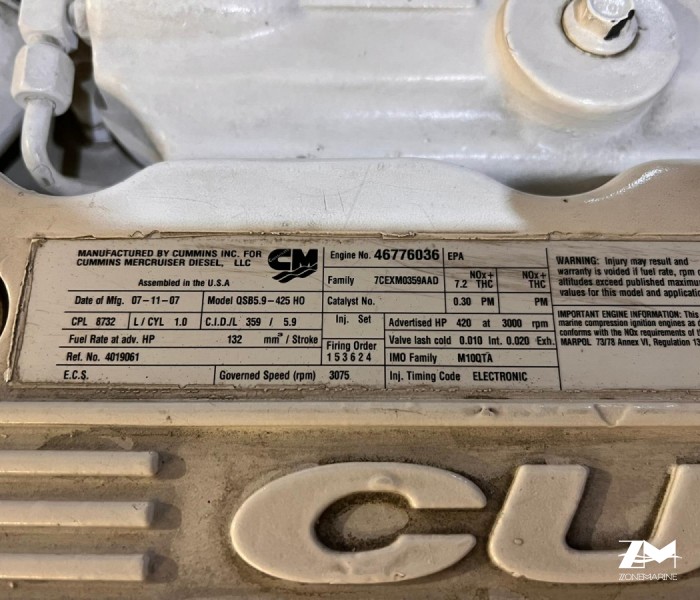 MANUFACTURED BY CUMMINS INC. FOR
CUMMINS MERCRUISER DIESEL, LLC
CM
Assembled in the U.S.A
Date of Mfg. 07-11-07
Model QSB5.9-425 HO
CPL 8732
L / CYL 1.0
C.I.D./L 359 / 5.9
Fuel Rate at adv. HP 132 mm³ / Stroke
Ref. No. 4019061
E.C.S.
Governed Speed (rpm) 3075
Engine No. 46776036
EPA
Family 7CEXM0359AAD
7.2 NOx+ THC
NOx+ THC
Catalyst No.
0.30 PM
PM
Inj. Set
Advertised HP 420 at 3000 rpm
Valve lash cold 0.010 Int. 0.020 Exh.
Firing Order
1 5 3 6 2 4
IMO Family M10QTA
Inj. Timing Code ELECTRONIC
WARNING: Injury may result and
warranty is voided if fuel rate, rpm
altitudes exceed published maximum
values for this model and applicatio
IMPORTANT ENGINE INFORMATION: This
marine compression ignition engines
conforms with the NOx requirements of
MARPOL 73/78 Annex VI, Regulation 13
CU
ZM
ZONEMARINE